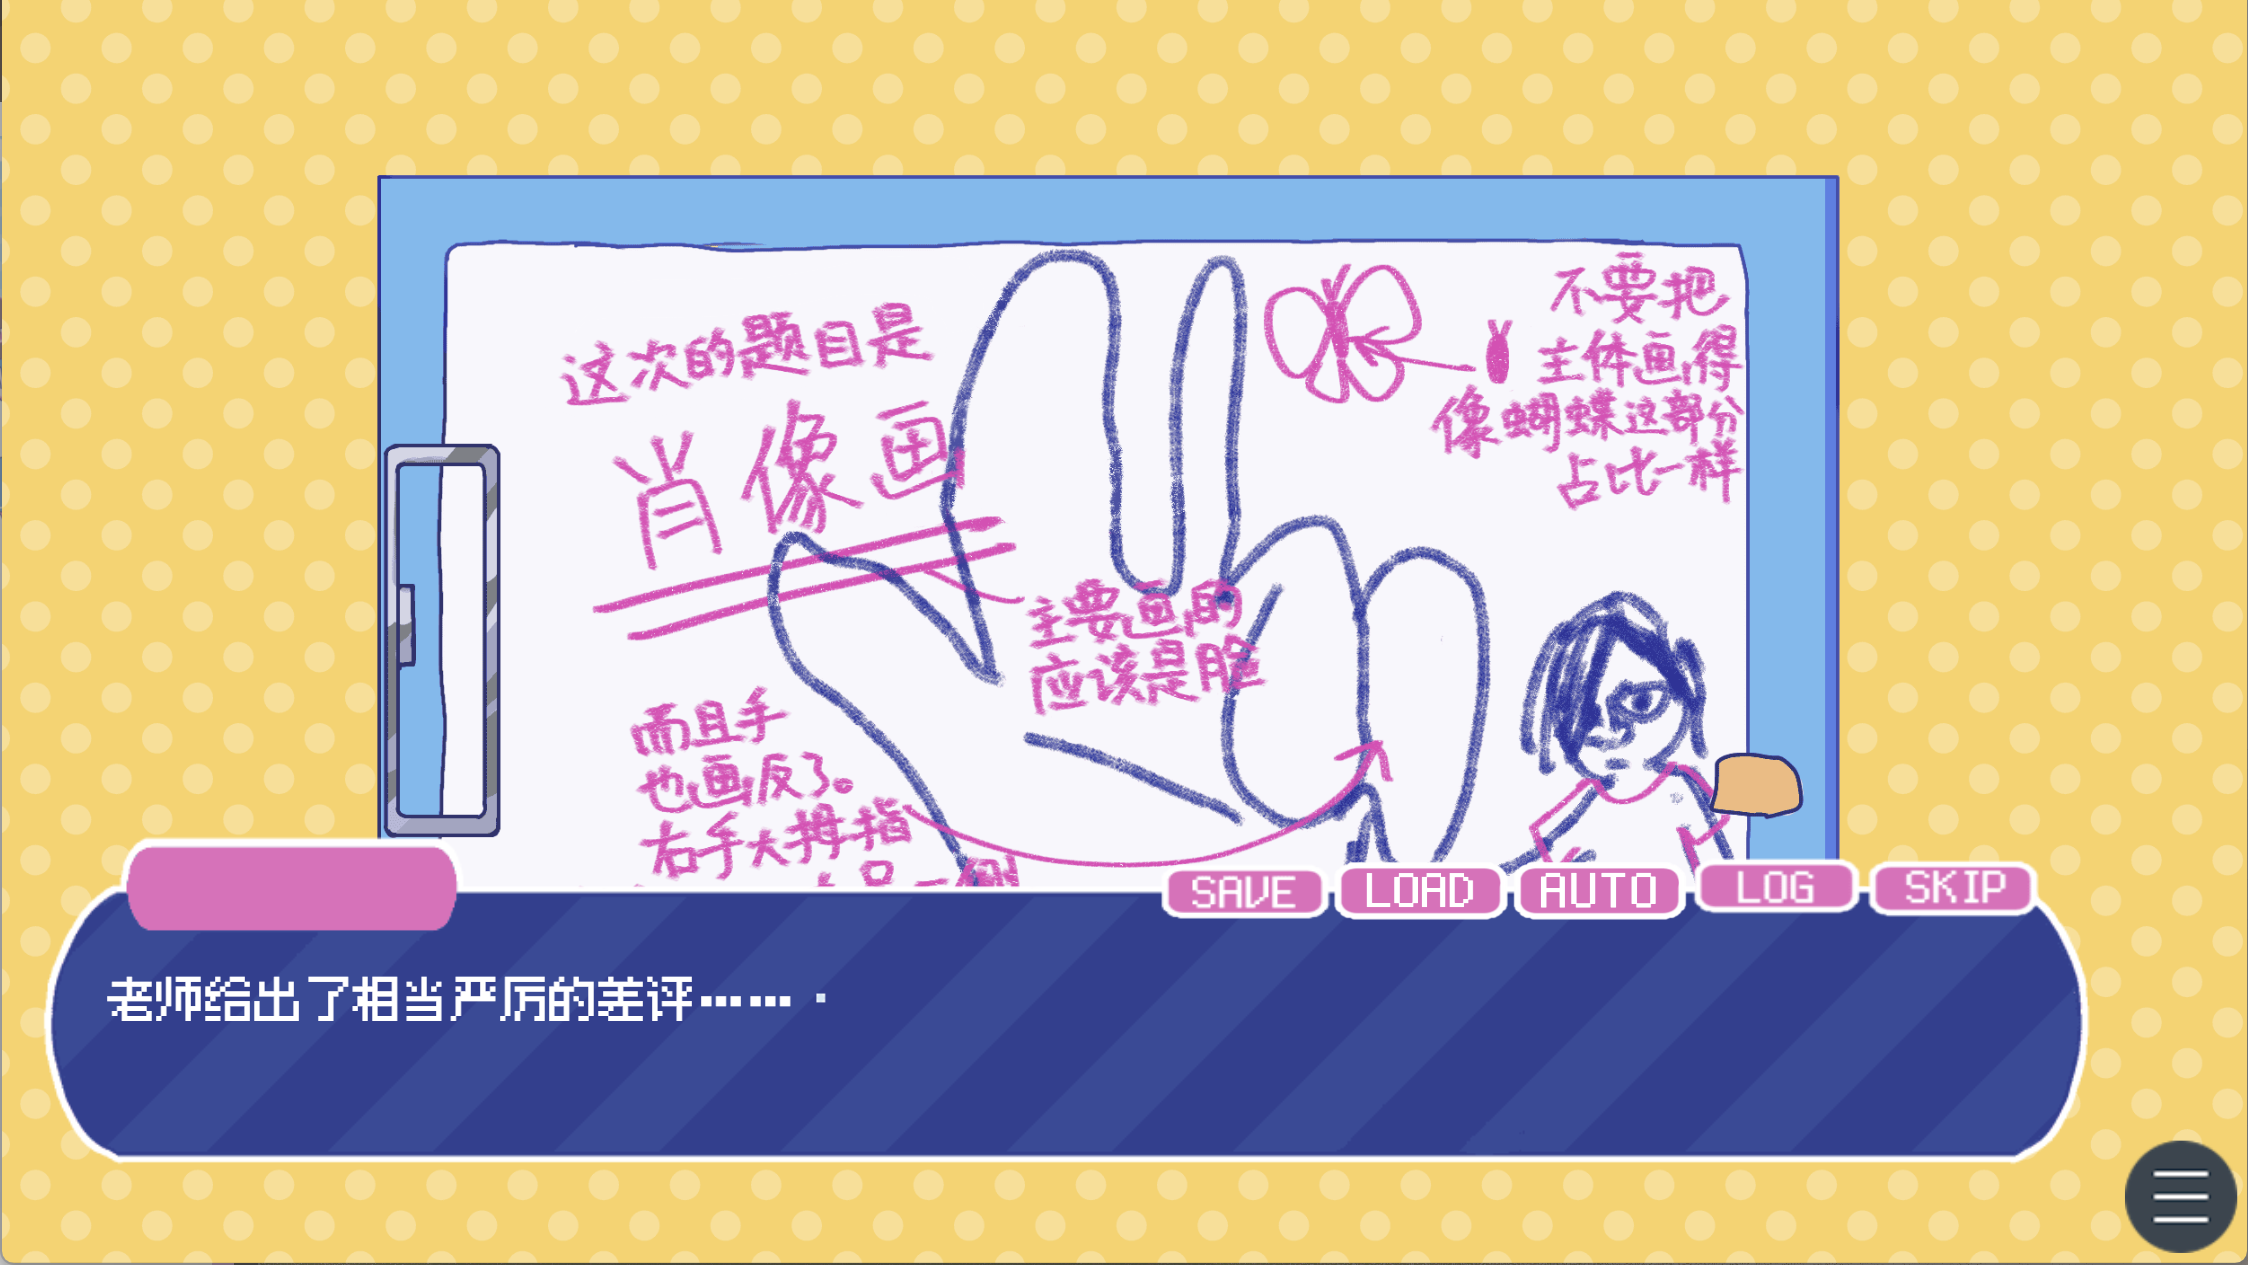 这次的题目是
肖像画
不要把
主体画得
像蝴蝶这部分
占比一样
主要画的
应该是脸
而且手
也画反了。
右手大拇指
SAVE
LOAD
AUTO
LOG
SKIP
老师给出了相当严厉的差评……